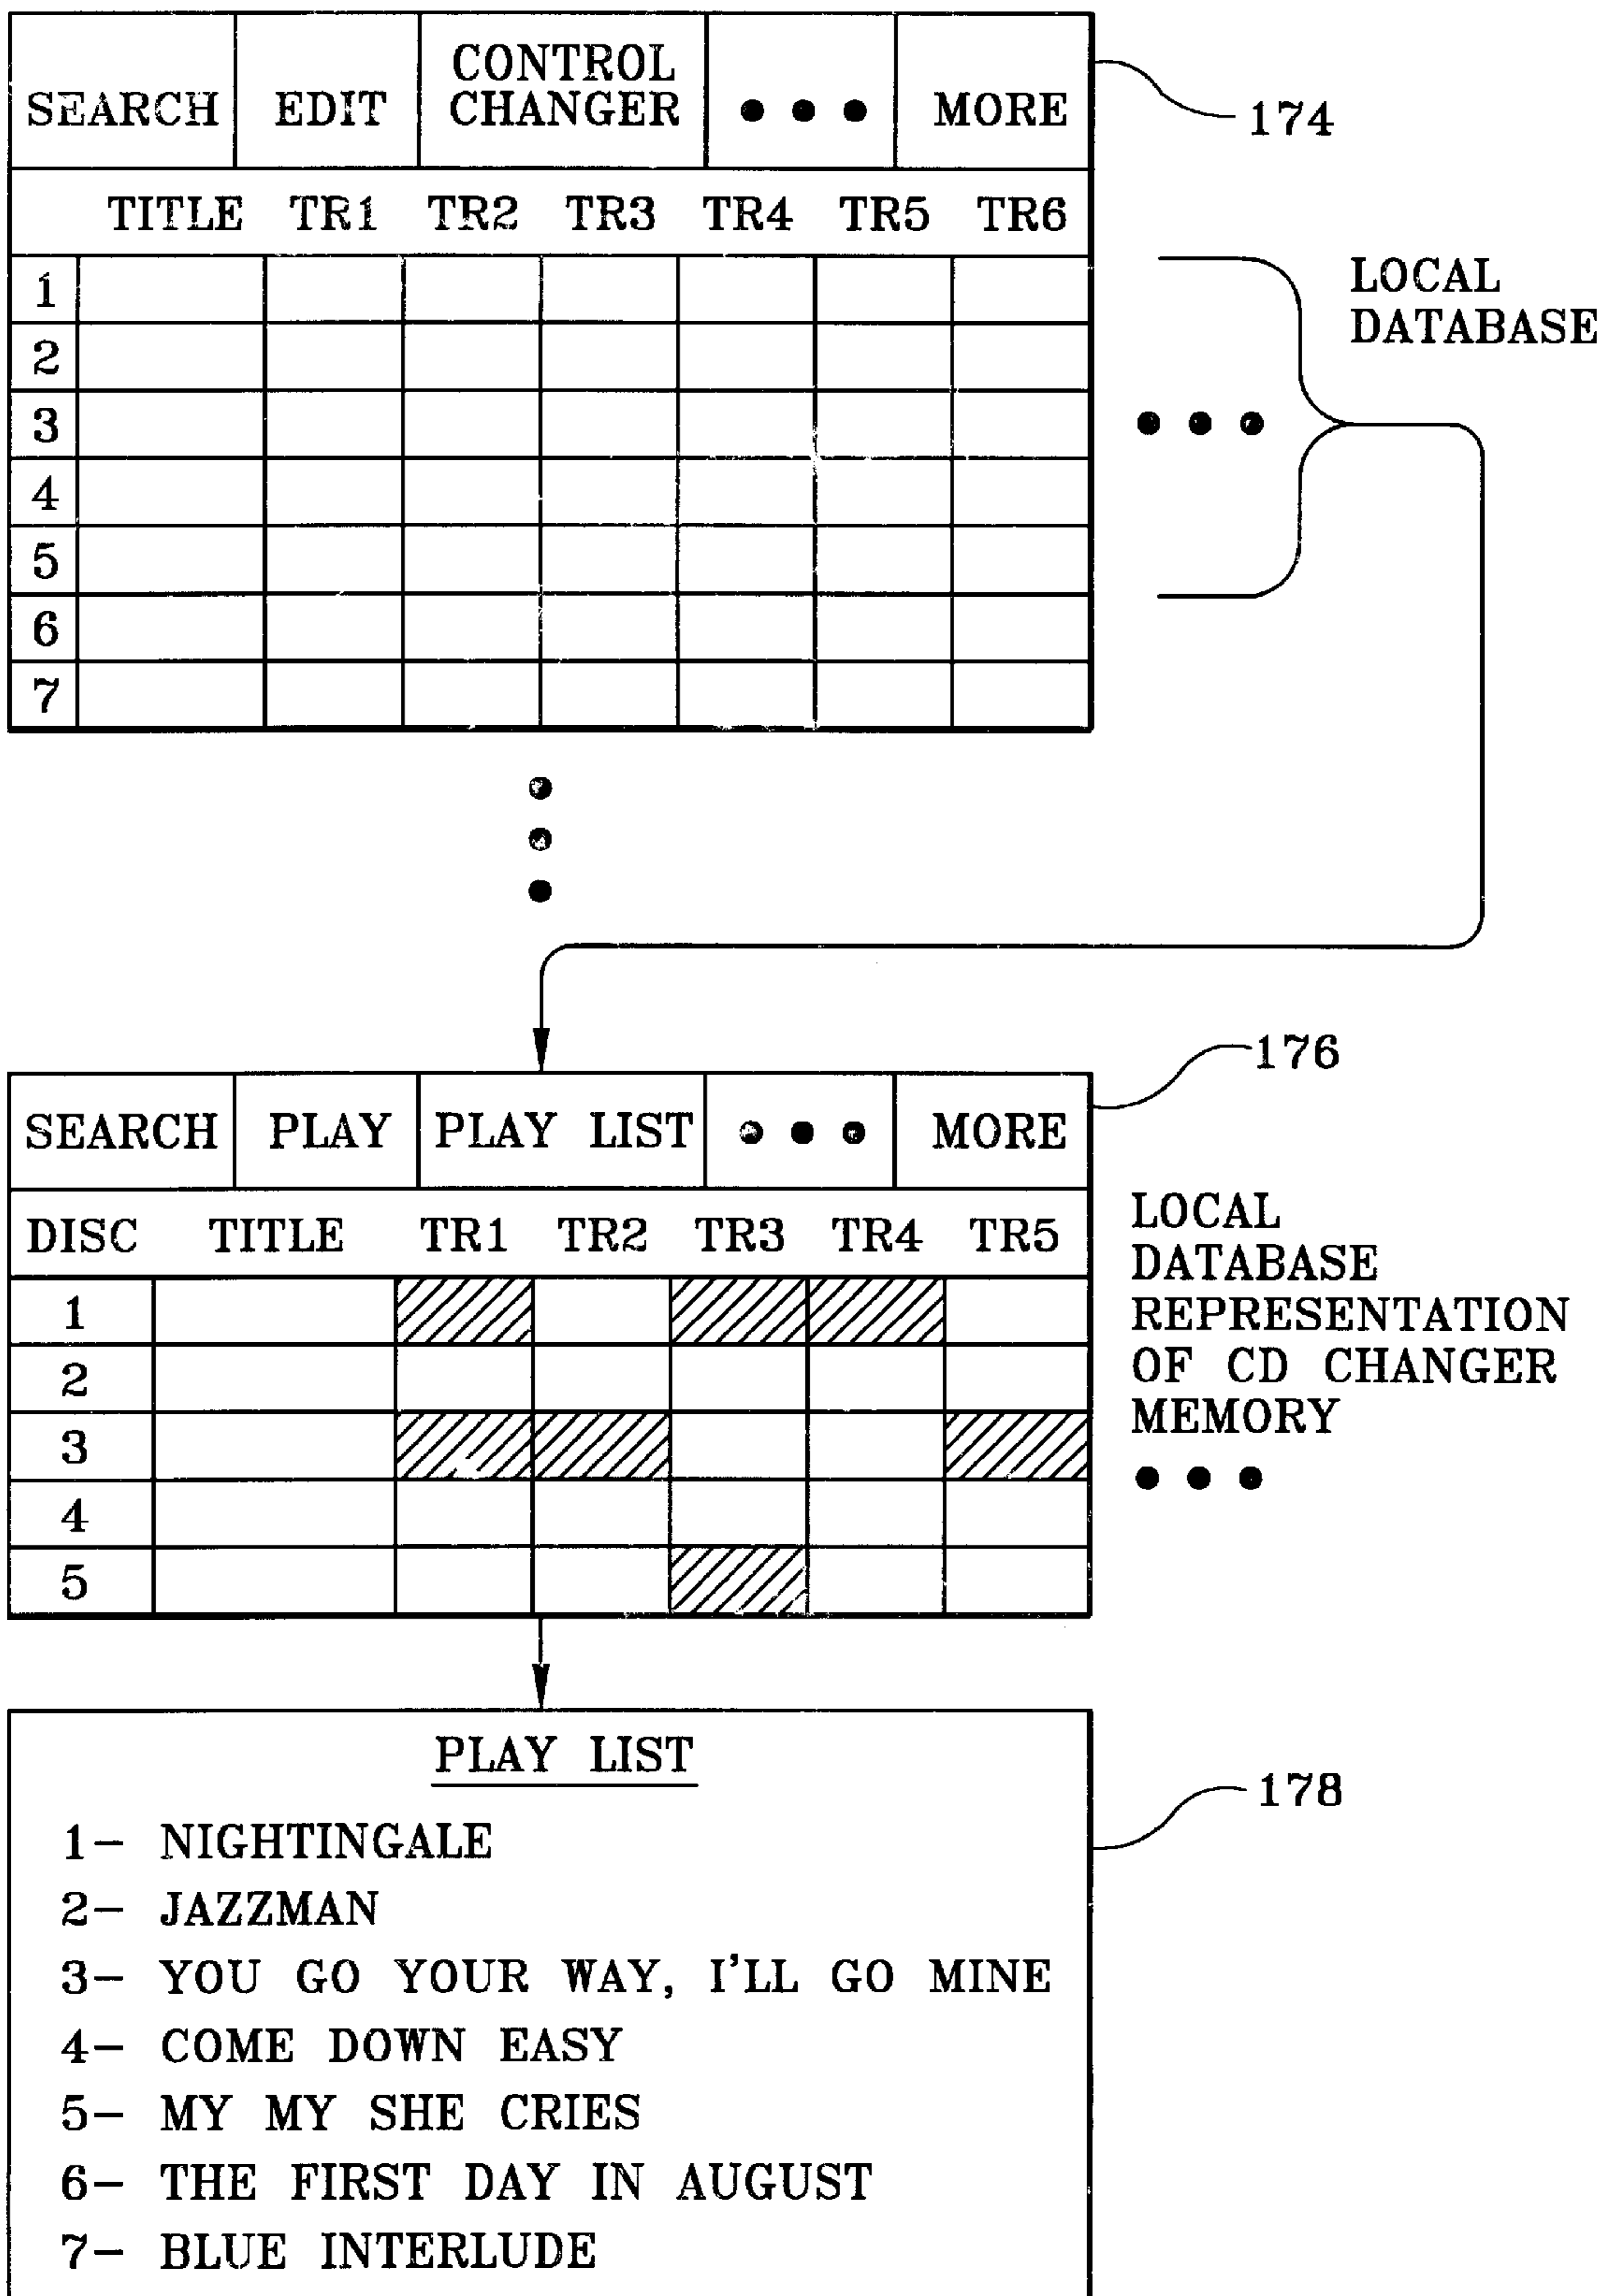 SEARCH EDIT CONTROL CHANGER ● ● ● MORE
174
TITLE TR1 TR2 TR3 TR4 TR5 TR6
1
2
3
4
5
6
7
LOCAL
DATABASE
176
SEARCH PLAY PLAY LIST ● ● ● MORE
DISC TITLE TR1 TR2 TR3 TR4 TR5
1
2
3
4
5
LOCAL
DATABASE
REPRESENTATION
OF CD CHANGER
MEMORY
PLAY LIST
178
1- NIGHTINGALE
2- JAZZMAN
3- YOU GO YOUR WAY, I'LL GO MINE
4- COME DOWN EASY
5- MY MY SHE CRIES
6- THE FIRST DAY IN AUGUST
7- BLUE INTERLUDE